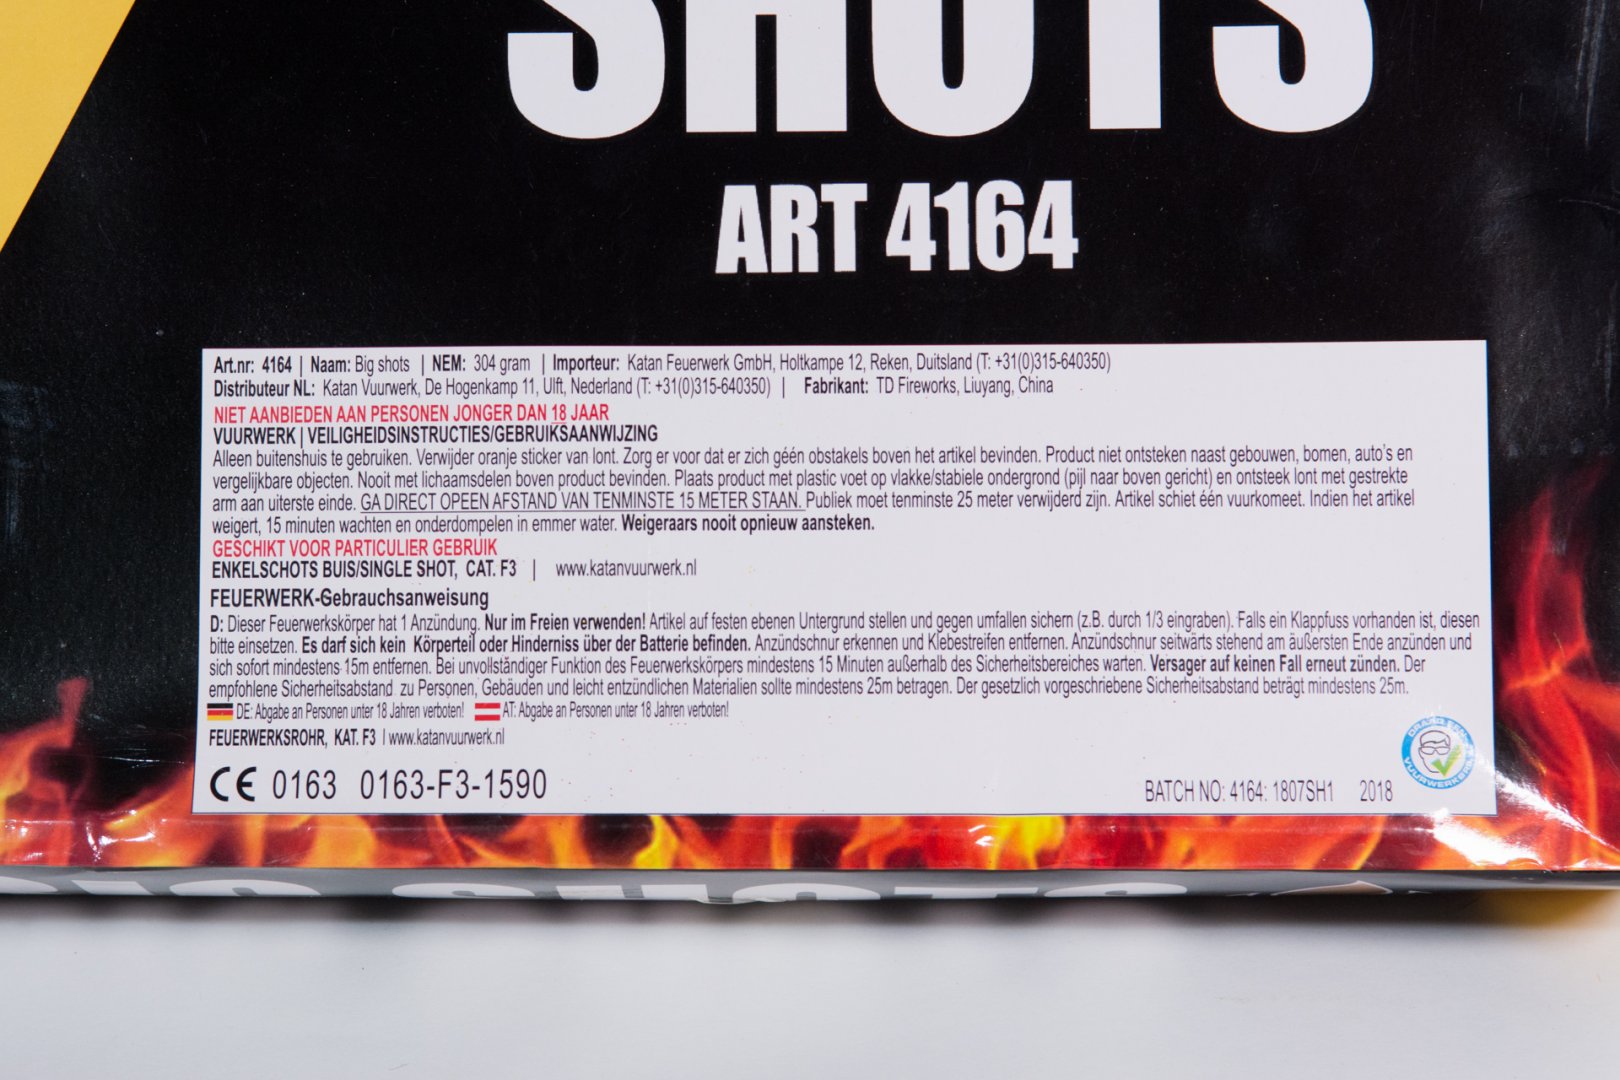 SHOTS
ART 4164
Art.nr: 4164 | Naam: Big shots | NEM: 304 gram | Importeur: Katan Feuerwerk GmbH, Holtkampe 12, Reken, Duitsland (T: +31(0)315-640350)
Distributeur NL: Katan Vuurwerk, De Hogenkamp 11, Ulft, Nederland (T: +31(0)315-640350) | Fabrikant: TD Fireworks, Liuyang, China
NIET AANBIEDEN AAN PERSONEN JONGER DAN 18 JAAR
VUURWERK | VEILIGHEIDSINSTRUCTIES/GEBRUIKSAANWIJZING
Alleen buitenshuis te gebruiken. Verwijder oranje sticker van lont. Zorg er voor dat er zich géén obstakels boven het artikel bevinden. Product niet ontsteken naast gebouwen, bomen, auto's en
vergelijkbare objecten. Nooit met lichaamsdelen boven product bevinden. Plaats product met plastic voet op vlakke/stabiele ondergrond (pijl naar boven gericht) en ontsteek lont met gestrekte
arm aan uiterste einde. GA DIRECT OPEEN AFSTAND VAN TENMINSTE 15 METER STAAN. Publiek moet tenminste 25 meter verwijderd zijn. Artikel schiet één vuurkomeet. Indien het artikel
weigert, 15 minuten wachten en onderdompelen in emmer water. Weigeraars nooit opnieuw aansteken.
GESCHIKT VOOR PARTICULIER GEBRUIK
ENKELSCHOTS BUIS/SINGLE SHOT, CAT. F3 | www.katanvuurwerk.nl
FEUERWERK-Gebrauchsanweisung
D: Dieser Feuerwerkskörper hat 1 Anzündung. Nur im Freien verwenden! Artikel auf festen ebenen Untergrund stellen und gegen umfallen sichern (z.B. durch 1/3 eingraben). Falls ein Klappfuss vorhanden ist, diesen
bitte einsetzen. Es darf sich kein Körperteil oder Hinderniss über der Batterie befinden. Anzündschnur erkennen und Klebestreifen entfernen. Anzündschnur seitwärts stehend am äußersten Ende anzünden und
sich sofort mindestens 15m entfernen. Bei unvollständiger Funktion des Feuerwerkskörpers mindestens 15 Minuten außerhalb des Sicherheitsbereiches warten. Versager auf keinen Fall erneut zünden. Der
empfohlene Sicherheitsabstand zu Personen, Gebäuden und leicht entzündlichen Materialien sollte mindestens 25m betragen. Der gesetzlich vorgeschriebene Sicherheitsabstand beträgt mindestens 25m.
DE: Abgabe an Personen unter 18 Jahren verboten! AT: Abgabe an Personen unter 18 Jahren verboten!
FEUERWERKSROHR, KAT. F3 | www.katanvuurwerk.nl
CE 0163 0163-F3-1590
BATCH NO: 4164: 1807SH1 2018